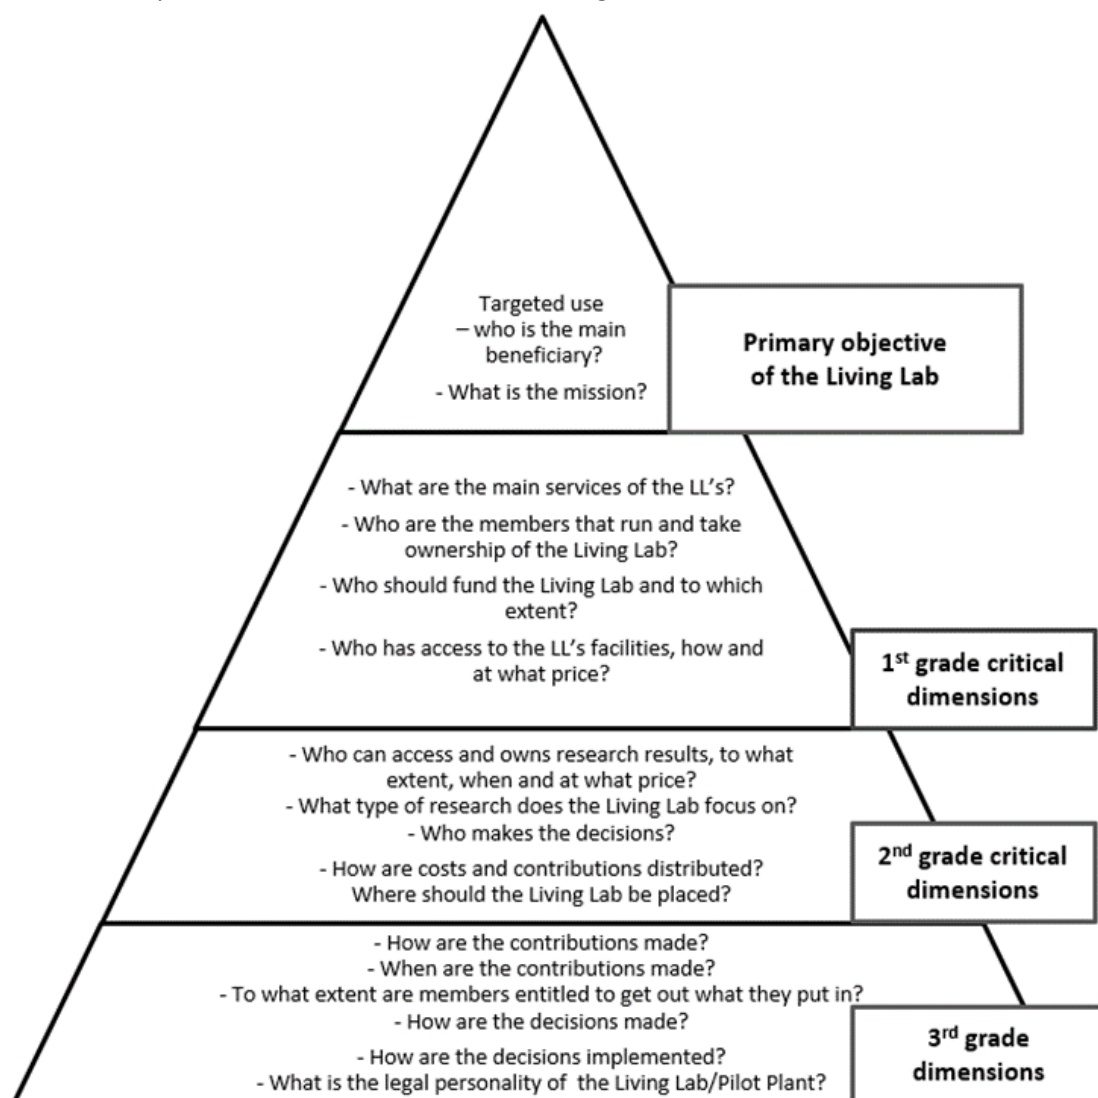 Targeted use
– who is the main
beneficiary?
- What is the mission?
Primary objective
of the Living Lab
- What are the main services of the LL's?
- Who are the members that run and take
ownership of the Living Lab?
- Who should fund the Living Lab and to which
extent?
- Who has access to the LL's facilities, how and
at what price?
1st grade critical
dimensions
- Who can access and owns research results, to what
extent, when and at what price?
- What type of research does the Living Lab focus on?
- Who makes the decisions?
- How are costs and contributions distributed?
Where should the Living Lab be placed?
2nd grade critical
dimensions
- How are the contributions made?
- When are the contributions made?
- To what extent are members entitled to get out what they put in?
- How are the decisions made?
- How are the decisions implemented?
- What is the legal personality of the Living Lab/Pilot Plant?
3rd grade
dimensions